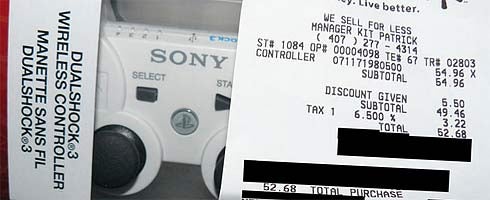 DUALSHOCK®3
WIRELESS CONTROLLER
MANETTE SANS FIL
DUALSHOCK®3
SONY
SELECT
STA
y. Live better.
WE SELL FOR LESS
MANAGER KIT PATRICK
( 407 ) 277 - 4314
ST# 1084 OP# 00004098 TE# 67 TR# 02803
CONTROLLER 071171980500 54.96 X
SUBTOTAL 54.96
DISCOUNT GIVEN 5.50
SUBTOTAL 49.46
TAX 1 6.500 % 3.22
TOTAL 52.68
52.68 TOTAL PURCHASE